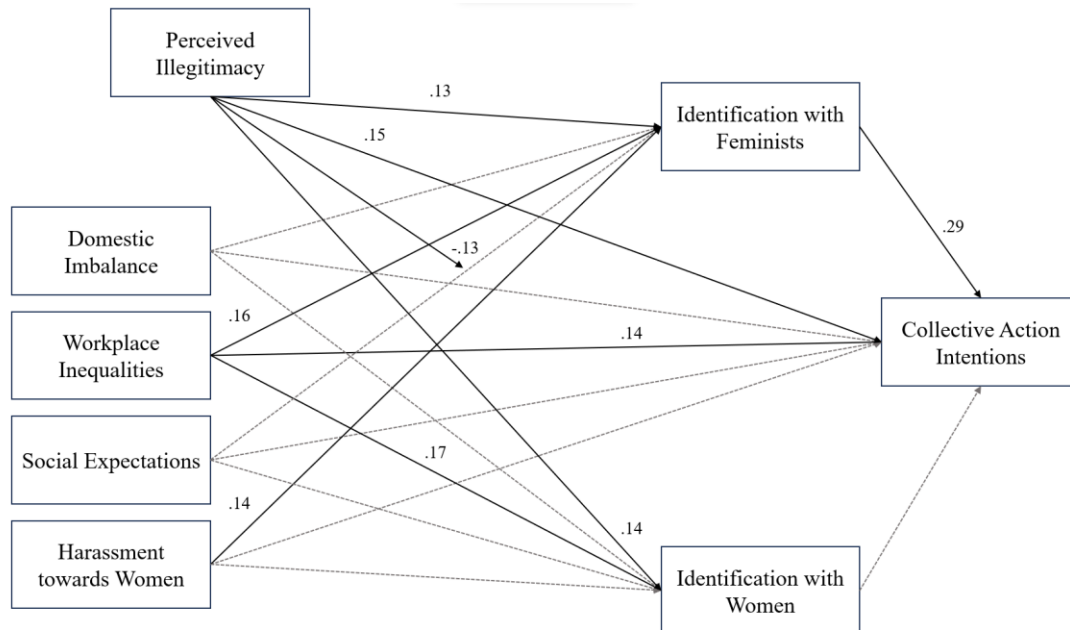 Perceived
Illegitimacy
.13
Identification with
Feminists
.15
Domestic
Imbalance
-.13
.29
Workplace
Inequalities
.16
.14
Collective Action
Intentions
Social Expectations
.17
.14
Harassment
towards Women
.14
Identification with
Women